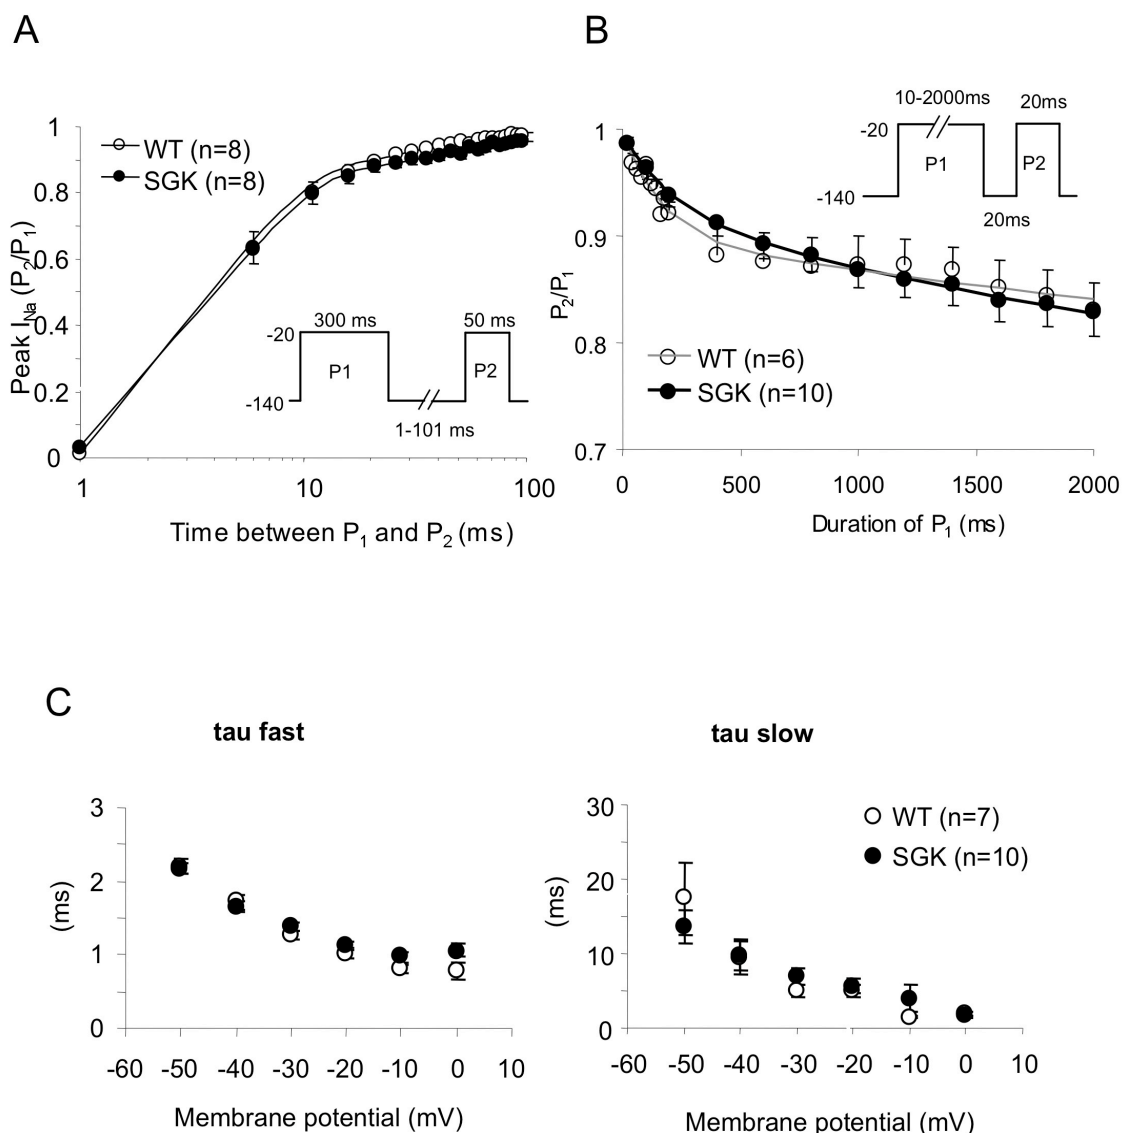 A
Peak I_Na (P2/P1)
1
0.8
0.6
0.4
0.2
0
WT (n=8)
SGK (n=8)
300 ms
50 ms
-20
P1
P2
-140
1-101 ms
1
10
100
Time between P1 and P2 (ms)
B
P2/P1
1
0.9
0.8
0.7
10-2000ms
20ms
-20
P1
P2
-140
20ms
WT (n=6)
SGK (n=10)
0
500
1000
1500
2000
Duration of P1 (ms)
C
tau fast
(ms)
3
2
1
0
-60 -50 -40 -30 -20 -10 0 10
Membrane potential (mV)
tau slow
(ms)
30
20
10
0
WT (n=7)
SGK (n=10)
-60 -50 -40 -30 -20 -10 0 10
Membrane potential (mV)